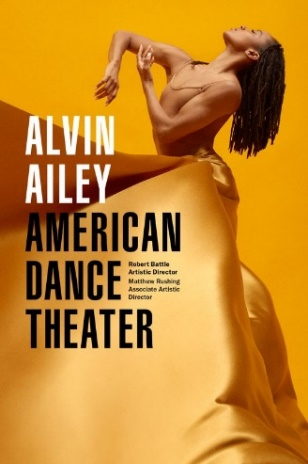 ALVIN
AILEY
AMERICAN
DANCE
THEATER
Robert Battle
Artistic Director
Matthew Rushing
Associate Artistic
Director